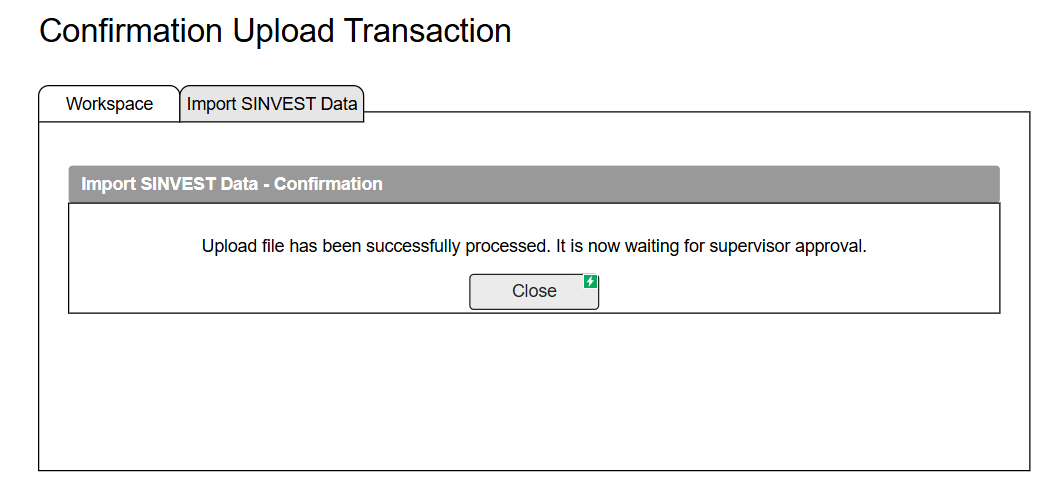 Confirmation Upload Transaction
Workspace
Import SINVEST Data
Import SINVEST Data - Confirmation
Upload file has been successfully processed. It is now waiting for supervisor approval.
Close